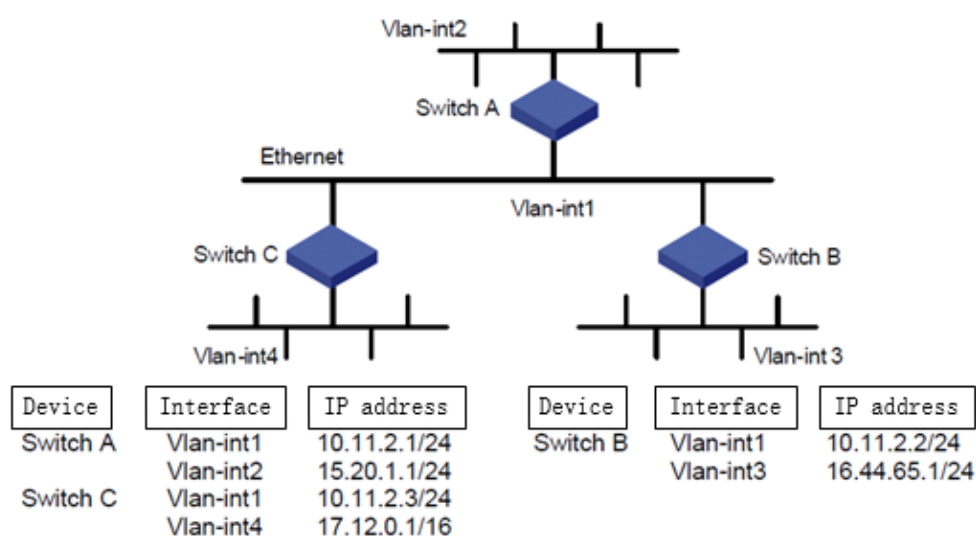 Vlan-int2
Switch A
Ethernet
Vlan-int1
Switch C
Switch B
Vlan-int4
Vlan-int 3
Device Interface IP address Device Interface IP address
Switch A Vlan-int1 10.11.2.1/24 Switch B Vlan-int1 10.11.2.2/24
Vlan-int2 15.20.1.1/24 Vlan-int3 16.44.65.1/24
Switch C Vlan-int1 10.11.2.3/24
Vlan-int4 17.12.0.1/16